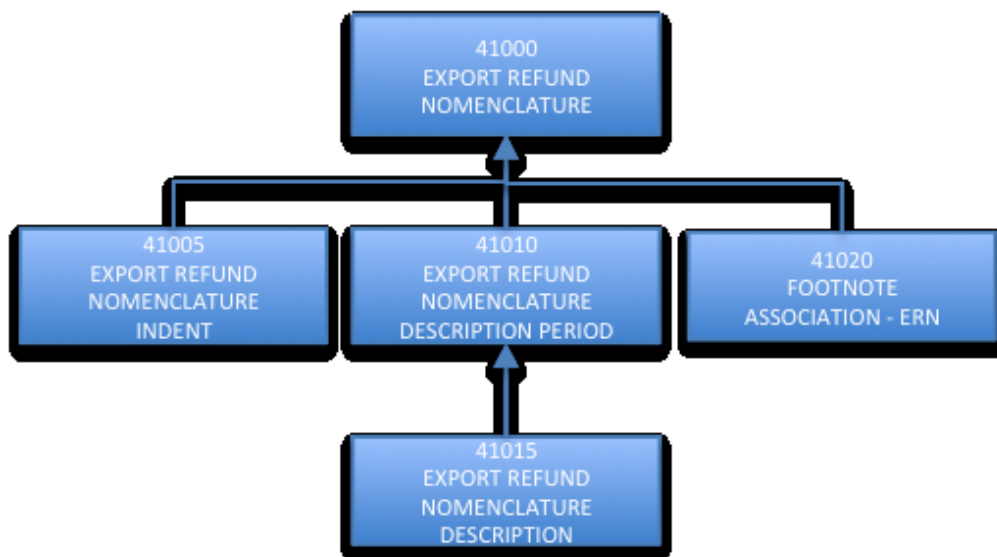 41000
EXPORT REFUND
NOMENCLATURE
41005
EXPORT REFUND
NOMENCLATURE
INDENT
41010
EXPORT REFUND
NOMENCLATURE
DESCRIPTION PERIOD
41020
FOOTNOTE
ASSOCIATION - ERN
41015
EXPORT REFUND
NOMENCLATURE
DESCRIPTION